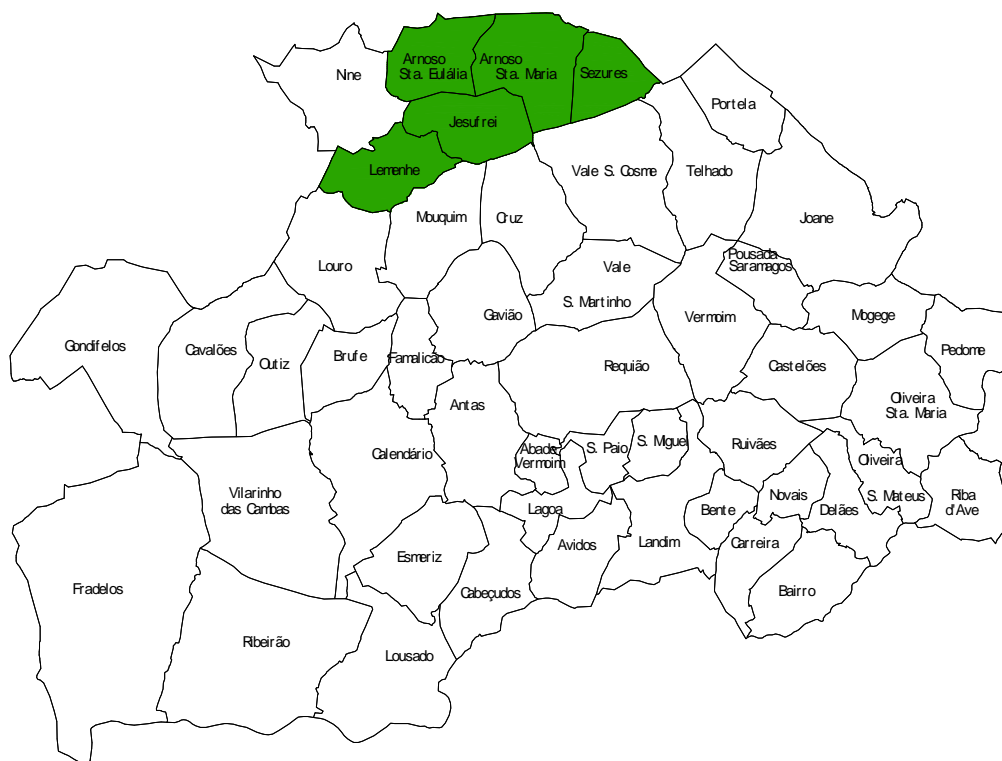 Nine
Arnoso
Sta. Eulália
Arnoso
Sta. Maria
Sezures
Portela
Jesufrei
Lemenhe
Vale S. Cosme
Telhado
Mouquim
Cruz
Joane
Louro
Vale
S. Martinho
Pousada
Saramagos
Gavião
Vermoim
Mogege
Gondifelos
Cavalões
Outiz
Brufe
Famalicão
Requião
Castelões
Pedome
Antas
Oliveira
Sta. Maria
Calendário
Abade
Vermoim
S. Paio
S. Miguel
Ruivães
Oliveira
S. Mateus
Vilarinho
das Cambas
Lagoa
Bente
Novais
Delães
Riba
d'Ave
Esmeriz
Avidos
Landim
Carreira
Fradelos
Cabeçudos
Bairro
Ribeirão
Lousado